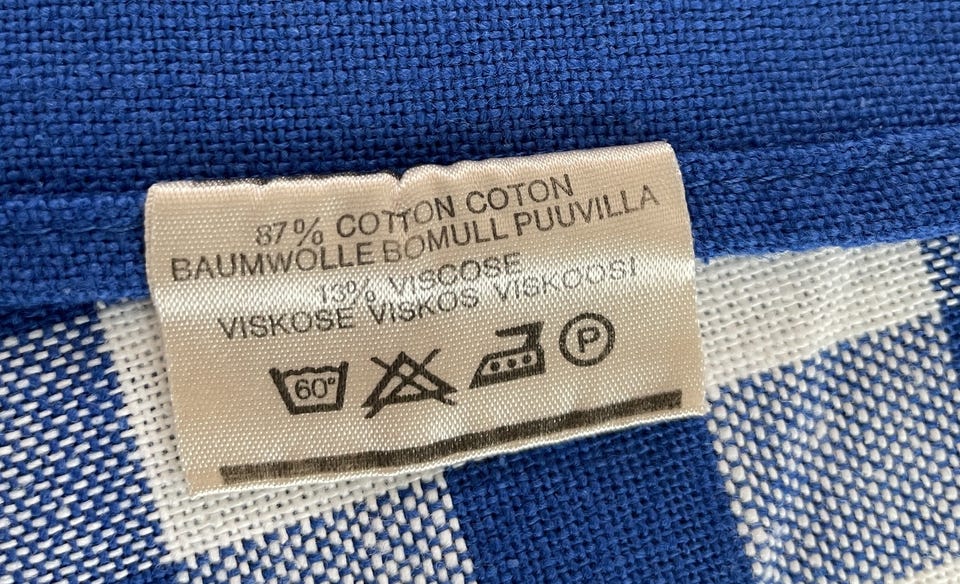 87% COTTON COTON
BAUMWOLLE BOMULL PUUVILLA
13% VISCOSE
VISKOSE VISKOS VISKOOSI
60° P